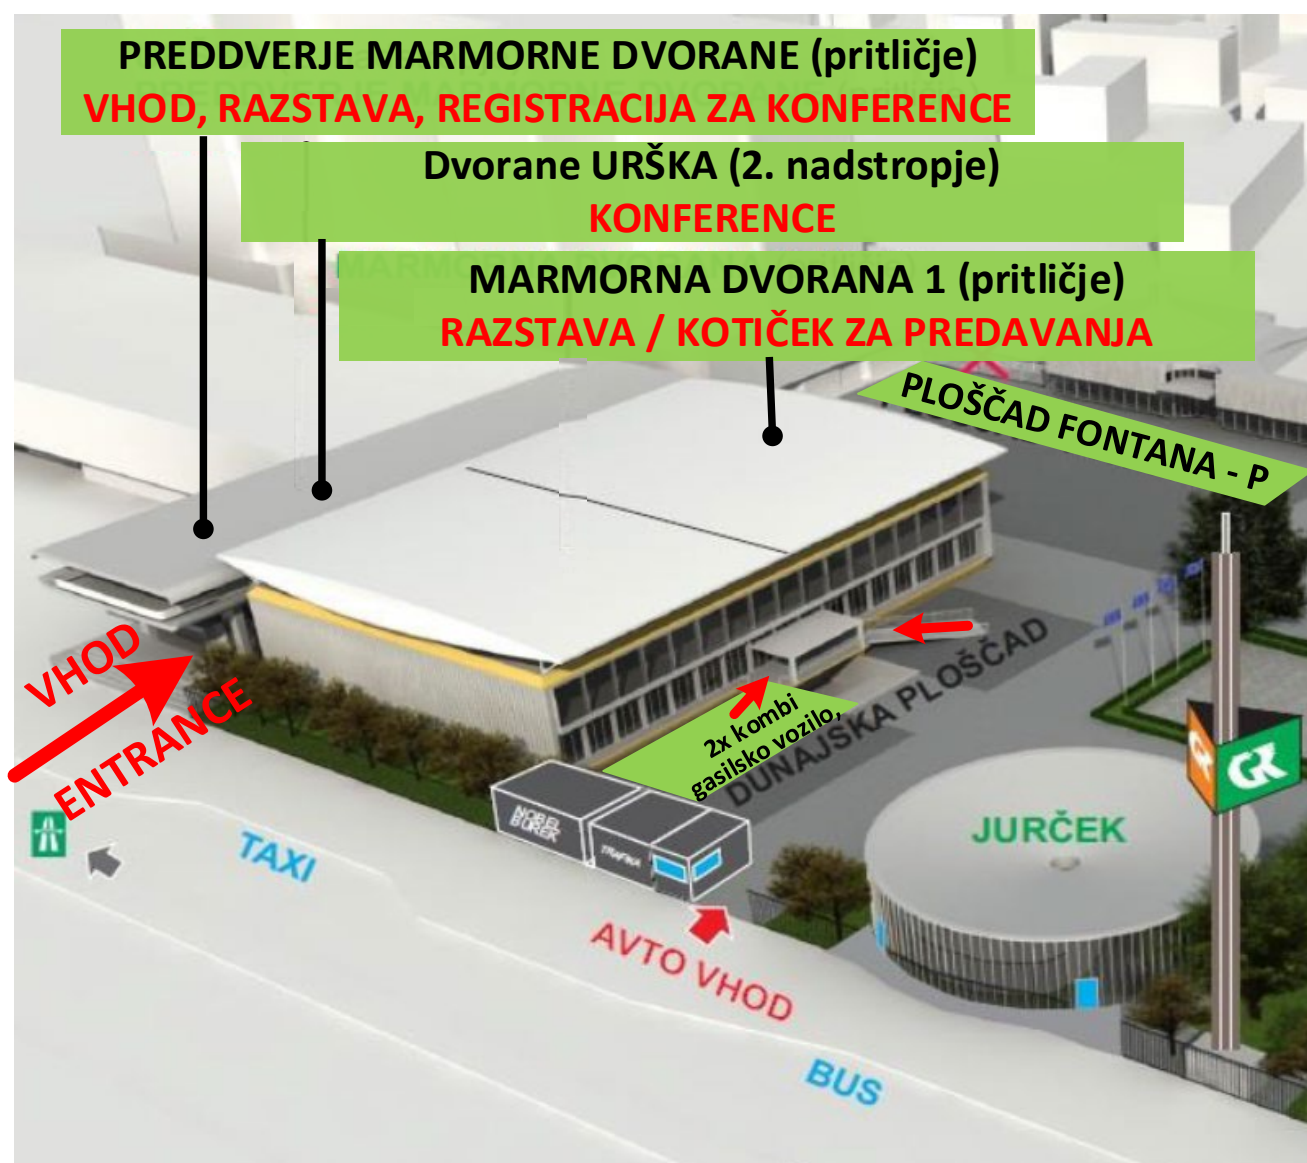 PREDDVERJE MARMORNE DVORANE (pritličje)
VHOD, RAZSTAVA, REGISTRACIJA ZA KONFERENCE
Dvorane URŠKA (2. nadstropje)
KONFERENCE
MARMORNA DVORANA 1 (pritličje)
RAZSTAVA / KOTIČEK ZA PREDAVANJA
PLOŠČAD FONTANA - P
VHOD
ENTRANCE
2x kombi
gasilsko vozilo,
DUNAJSKA PLOŠČAD
NOBEL
BUREK
TRAFIKA
JURČEK
GR
TAXI
AVTO VHOD
BUS